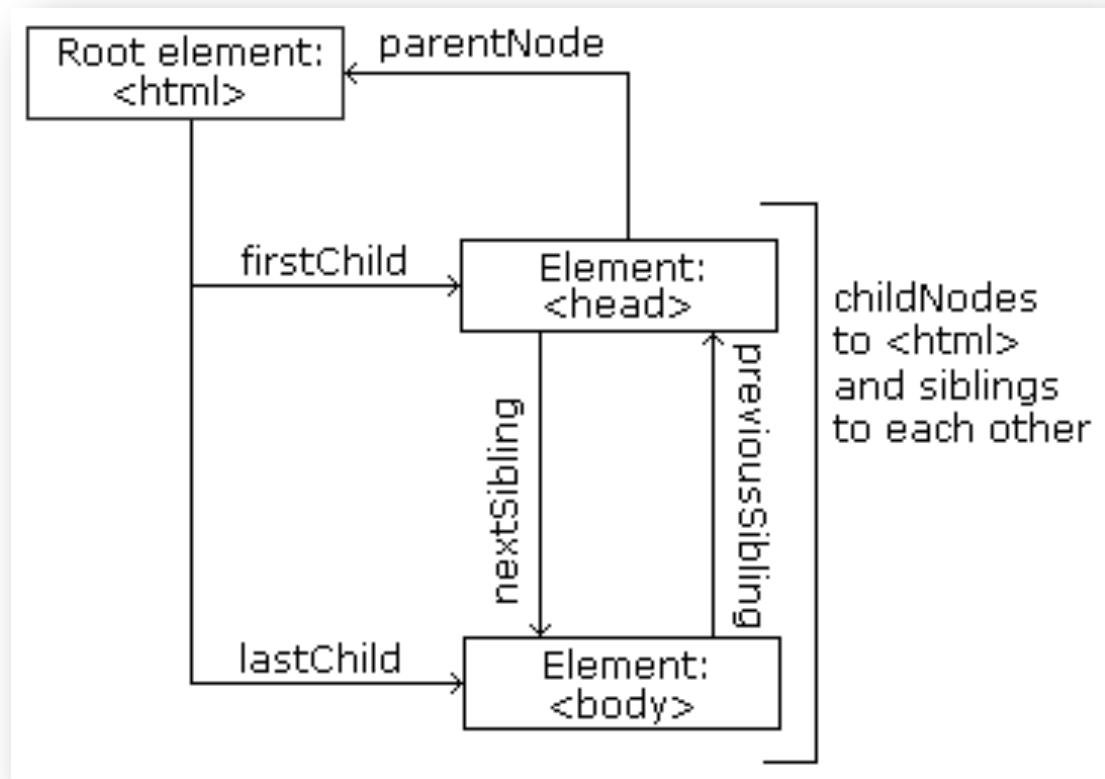 Root element:
<html>
parentNode
firstChild
Element:
<head>
childNodes
to <html>
and siblings
to each other
nextSibling
previousSibling
lastChild
Element:
<body>